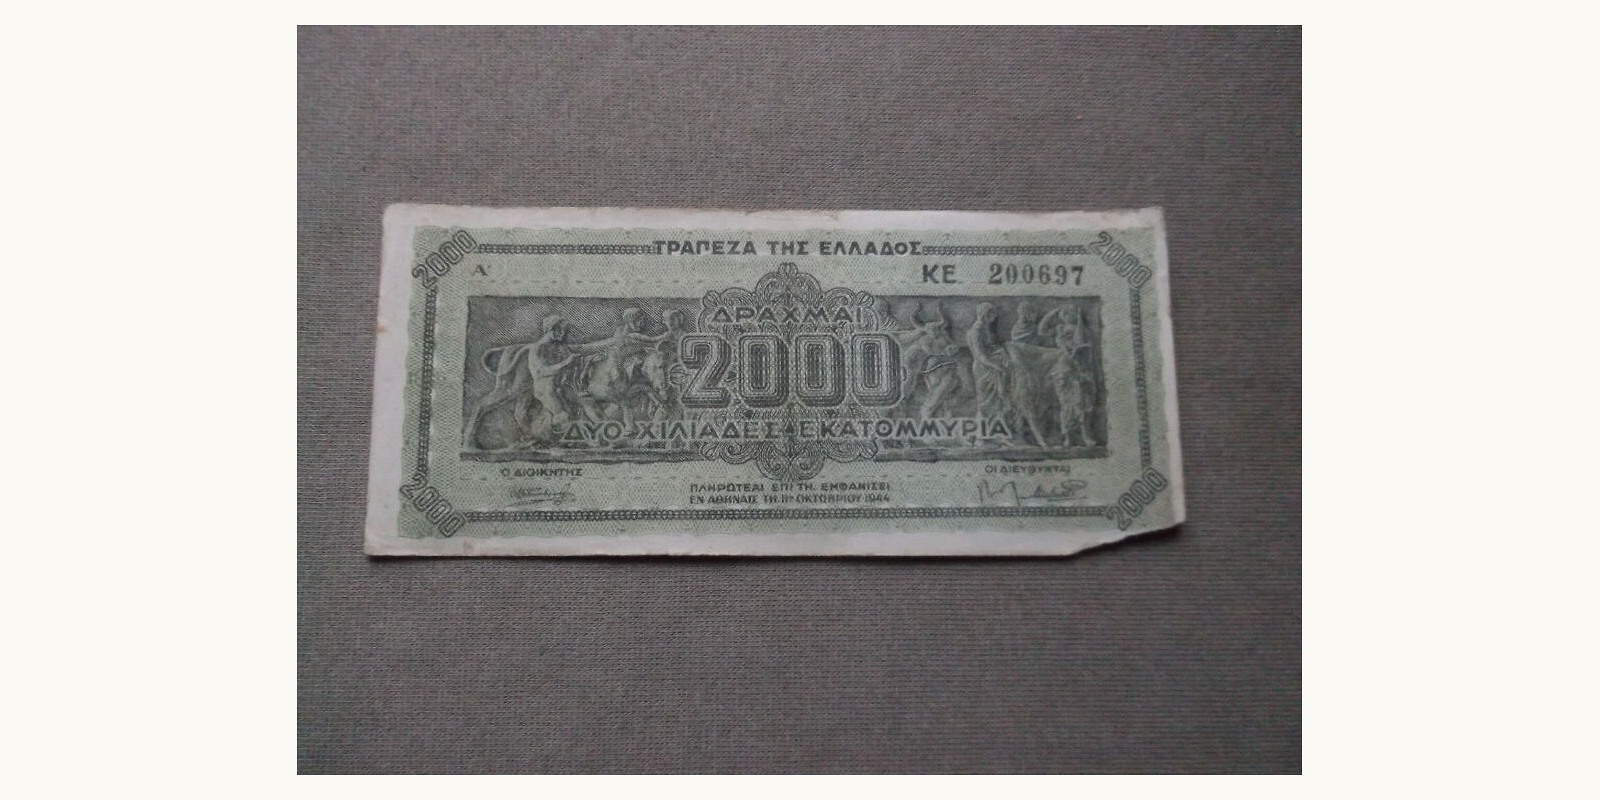 2000 ΤΡΑΠΕΖΑ ΤΗΣ ΕΛΛΑΔΟΣ 2000
Α' ΚΕ 200697
ΔΡΑΧΜΑΙ
2000
ΔΥΟ ΧΙΛΙΑΔΕΣ ΕΚΑΤΟΜΜΥΡΙΑ
Ο ΔΙΟΙΚΗΤΗΣ ΟΙ ΔΙΕΥΘΥΝΤΑΙ
2000 ΠΛΗΡΩΤΕΑΙ ΕΠΙ ΤΗ, ΕΜΦΑΝΙΣΕΙ 2000
ΕΝ ΑΘΗΝΑΙΣ ΤΗ, 11η ΟΚΤΩΒΡΙΟΥ 1944